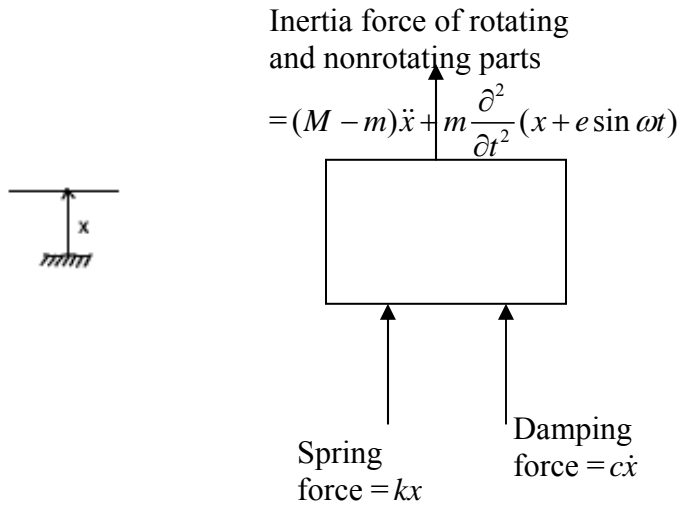 Inertia force of rotating
and nonrotating parts
= (M − m)ẍ + m ∂²/∂t² (x + e sin ωt)
x
Spring
force = kx
Damping
force = cẋ